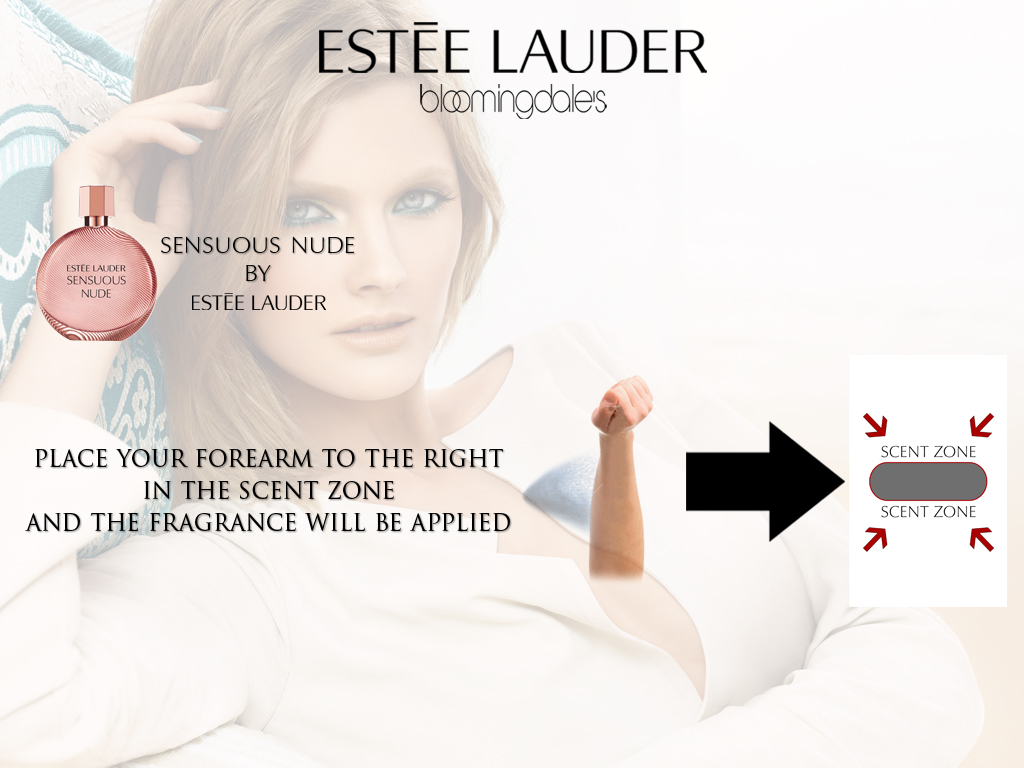 ESTĒE LAUDER
bloomingdale's
ESTĒE LAUDER
SENSUOUS
NUDE
SENSUOUS NUDE
BY
ESTĒE LAUDER
PLACE YOUR FOREARM TO THE RIGHT
IN THE SCENT ZONE
AND THE FRAGRANCE WILL BE APPLIED
SCENT ZONE
SCENT ZONE